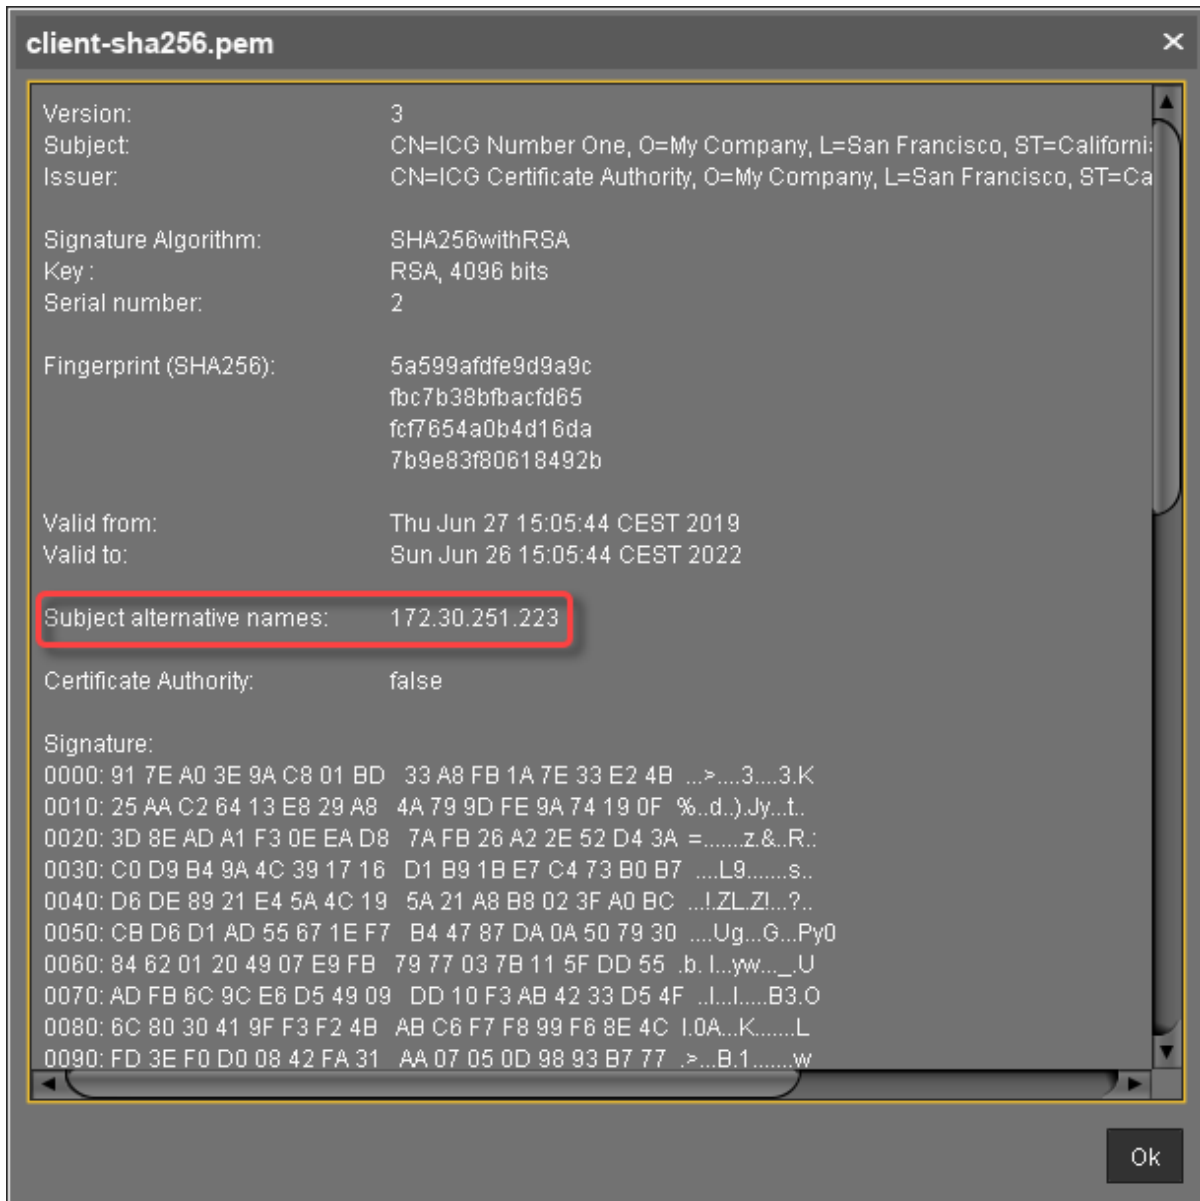 client-sha256.pem
Version: 3
Subject: CN=ICG Number One, O=My Company, L=San Francisco, ST=Californi
Issuer: CN=ICG Certificate Authority, O=My Company, L=San Francisco, ST=Ca
Signature Algorithm: SHA256withRSA
Key : RSA, 4096 bits
Serial number: 2
Fingerprint (SHA256): 5a599afdfe9d9a9c
fbc7b38bfbacfd65
fcf7654a0b4d16da
7b9e83f80618492b
Valid from: Thu Jun 27 15:05:44 CEST 2019
Valid to: Sun Jun 26 15:05:44 CEST 2022
Subject alternative names: 172.30.251.223
Certificate Authority: false
Signature:
0000: 91 7E A0 3E 9A C8 01 BD 33 A8 FB 1A 7E 33 E2 4B ...>....3....3.K
0010: 25 AA C2 64 13 E8 29 A8 4A 79 9D FE 9A 74 19 0F %..d..).Jy...t..
0020: 3D 8E AD A1 F3 0E EA D8 7A FB 26 A2 2E 52 D4 3A =.......z.&..R.:
0030: C0 D9 B4 9A 4C 39 17 16 D1 B9 1B E7 C4 73 B0 B7 ....L9.......s..
0040: D6 DE 89 21 E4 5A 4C 19 5A 21 A8 B8 02 3F A0 BC ...!.ZL.Z!...?..
0050: CB D6 D1 AD 55 67 1E F7 B4 47 87 DA 0A 50 79 30 ....Ug...G...Py0
0060: 84 62 01 20 49 07 E9 FB 79 77 03 7B 11 5F DD 55 .b. I...yw..._.U
0070: AD FB 6C 9C E6 D5 49 09 DD 10 F3 AB 42 33 D5 4F ..l...I.....B3.O
0080: 6C 80 30 41 9F F3 F2 4B AB C6 F7 F8 99 F6 8E 4C l.0A...K.......L
0090: FD 3E F0 D0 08 42 FA 31 AA 07 05 0D 98 93 B7 77 .>...B.1.......w
Ok